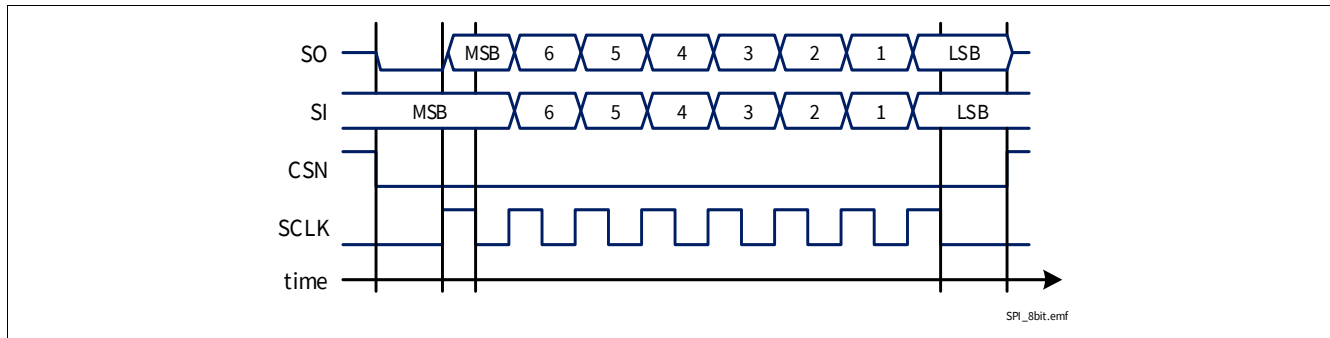 SO MSB 6 5 4 3 2 1 LSB
SI MSB 6 5 4 3 2 1 LSB
CSN
SCLK
time
SPI_8bit.emf